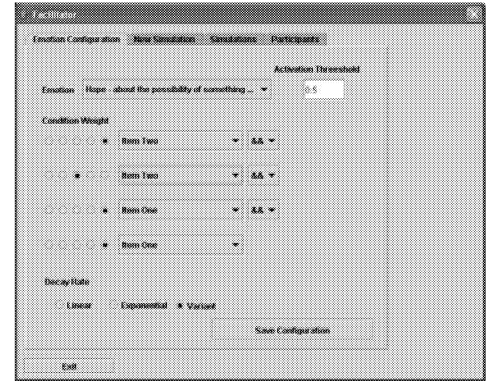 Facilitator
Emotion Configuration New Simulation Simulations Participants
Activation Threeshold
Emotion Hope - about the possibility of something ... 0.5
Condition Weight
Item Two &&
Item Two &&
Item One &&
Item One
Decay Rate
Linear Exponential Variant
Save Configuration
Exit